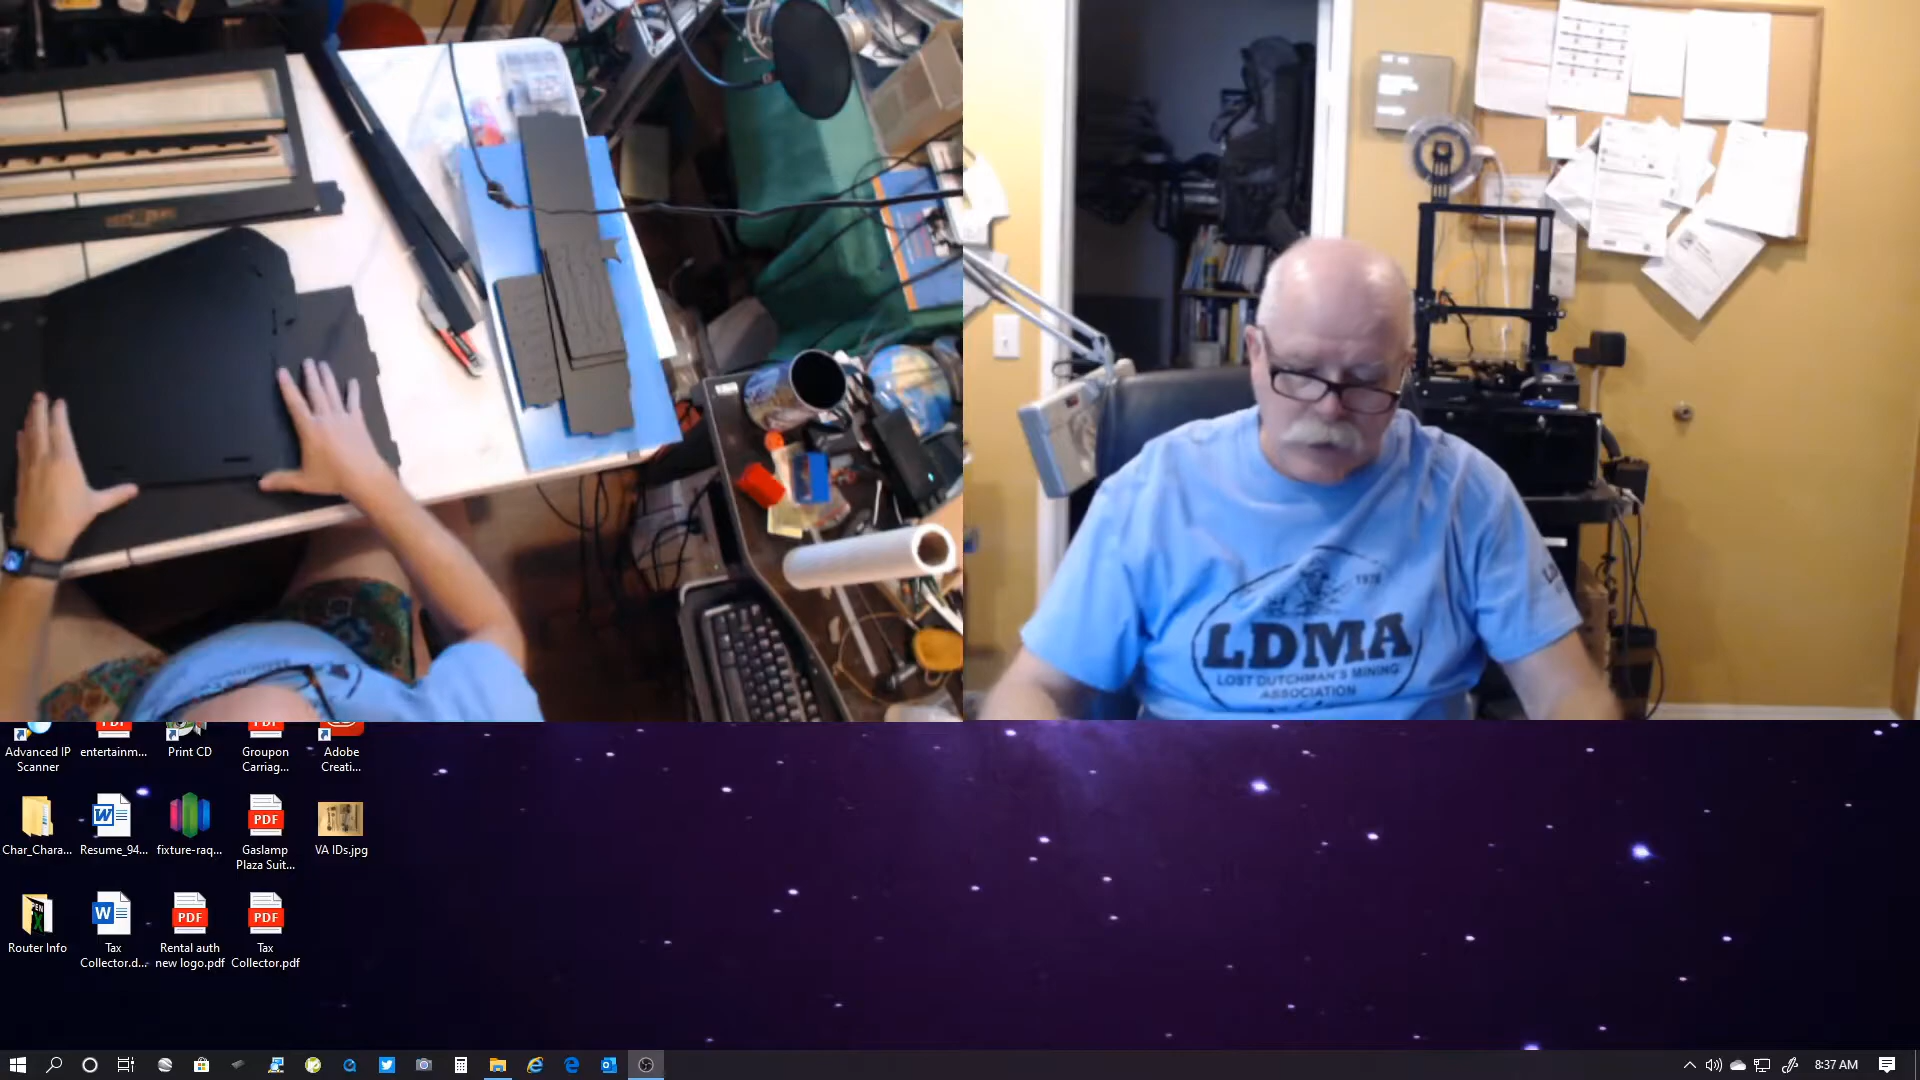 1976
LDMA
LOST DUTCHMAN'S MINING
ASSOCIATION
Advanced IP
Scanner
entertainm...
Print CD
Groupon
Carriag...
Adobe
Creati...
Char_Chara...
Resume_94...
fixture-raq...
PDF
Gaslamp
Plaza Suit...
VA IDs.jpg
Router Info
Tax
Collector.d...
PDF
Rental auth
new logo.pdf
PDF
Tax
Collector.pdf
8:37 AM